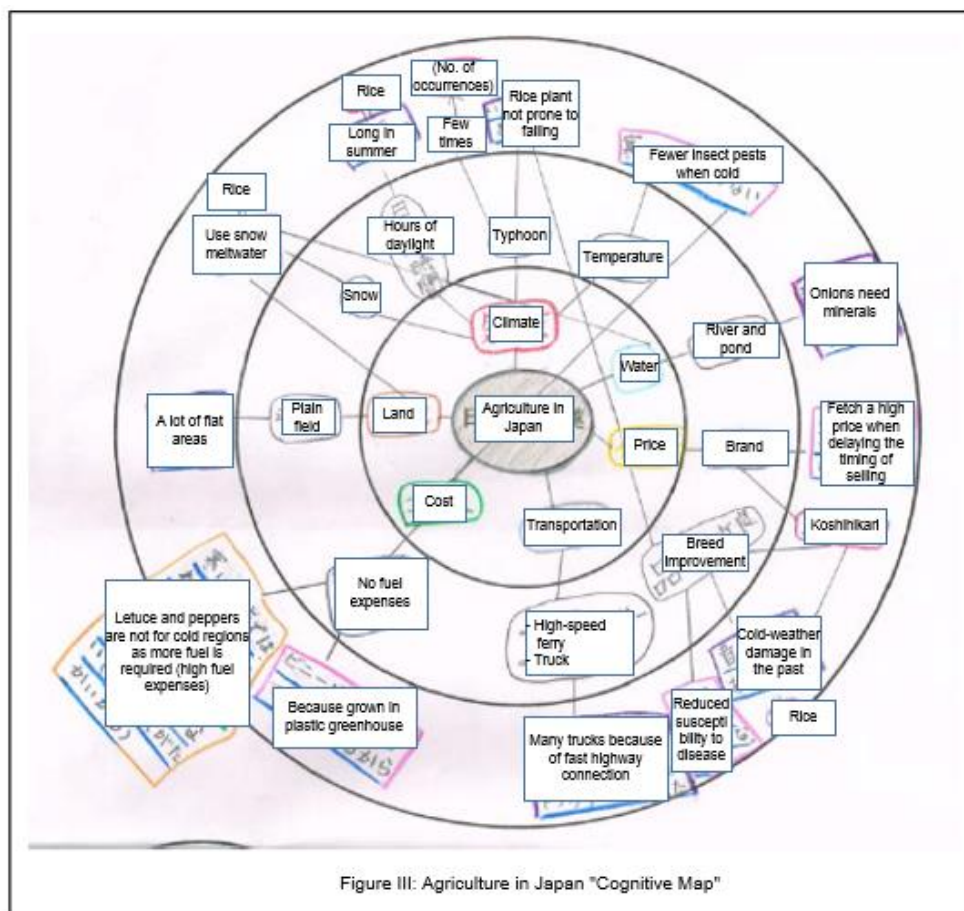 (No. of
occurrences)
Rice
Long in
summer
Few
times
Rice plant
not prone to
falling
Fewer insect pests
when cold
Rice
Use snow
meltwater
Hours of
daylight
Typhoon
Temperature
Snow
Climate
Onions need
minerals
River and
pond
Water
A lot of flat
areas
Plain
field
Land
Agriculture in
Japan
Price
Brand
Fetch a high
price when
delaying the
timing of
selling
Cost
Transportation
Koshihikari
Breed
Improvement
No fuel
expenses
Letuce and peppers
are not for cold regions
as more fuel is
required (high fuel
expenses)
- High-speed
ferry
- Truck
Cold-weather
damage in
the past
Because grown in
plastic greenhouse
Many trucks because
of fast highway
connection
Reduced
suscepti
bility to
disease
Rice
Figure III: Agriculture in Japan "Cognitive Map"